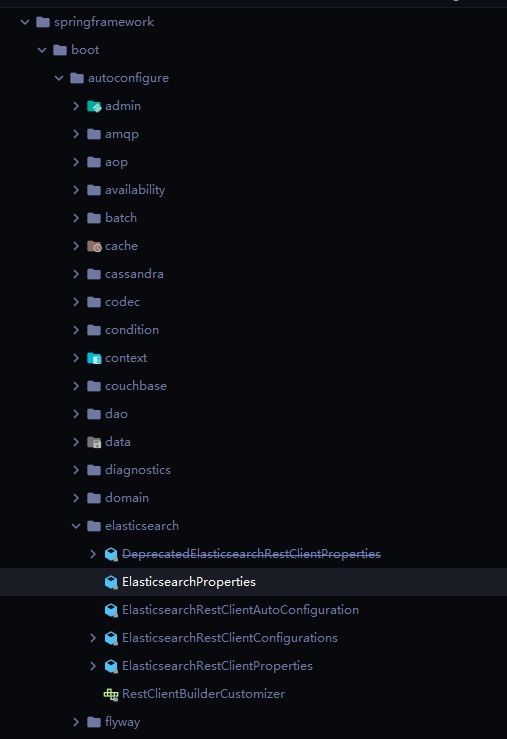 springframework
boot
autoconfigure
admin
amqp
aop
availability
batch
cache
cassandra
codec
condition
context
couchbase
dao
data
diagnostics
domain
elasticsearch
DeprecatedElasticsearchRestClientProperties
ElasticsearchProperties
ElasticsearchRestClientAutoConfiguration
ElasticsearchRestClientConfigurations
ElasticsearchRestClientProperties
RestClientBuilderCustomizer
flyway